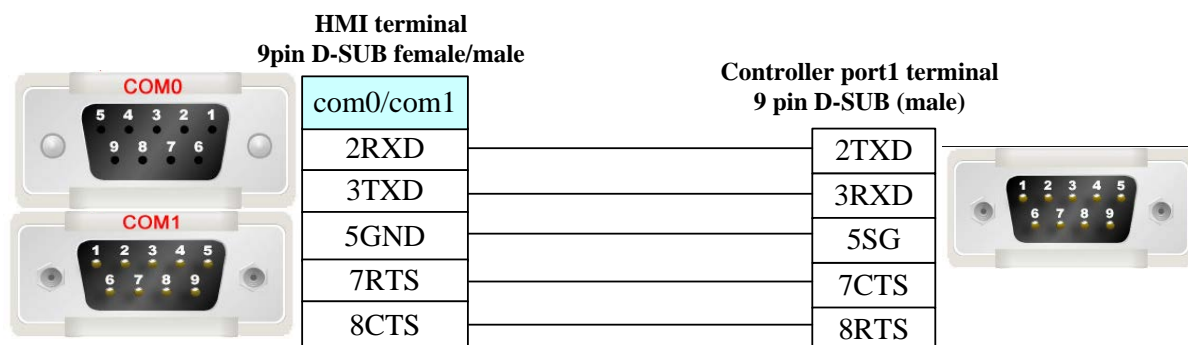 HMI terminal
9pin D-SUB female/male
COM0
5 4 3 2 1
9 8 7 6
COM1
1 2 3 4 5
6 7 8 9
com0/com1
2RXD
3TXD
5GND
7RTS
8CTS
Controller port1 terminal
9 pin D-SUB (male)
2TXD
3RXD
5SG
7CTS
8RTS
1 2 3 4 5
6 7 8 9